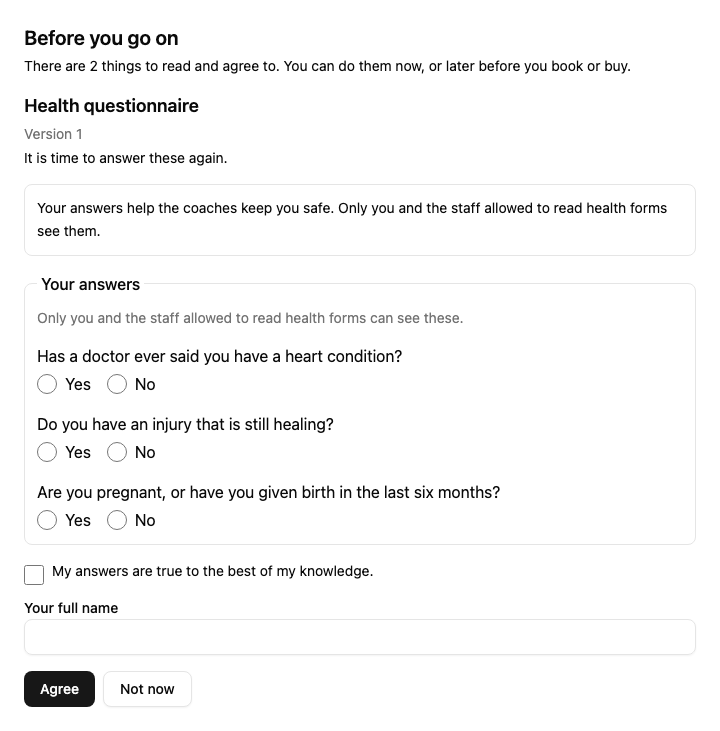 Before you go on
There are 2 things to read and agree to. You can do them now, or later before you book or buy.
Health questionnaire
Version 1
It is time to answer these again.
Your answers help the coaches keep you safe. Only you and the staff allowed to read health forms
see them.
Your answers
Only you and the staff allowed to read health forms can see these.
Has a doctor ever said you have a heart condition?
Yes No
Do you have an injury that is still healing?
Yes No
Are you pregnant, or have you given birth in the last six months?
Yes No
My answers are true to the best of my knowledge.
Your full name
Agree Not now